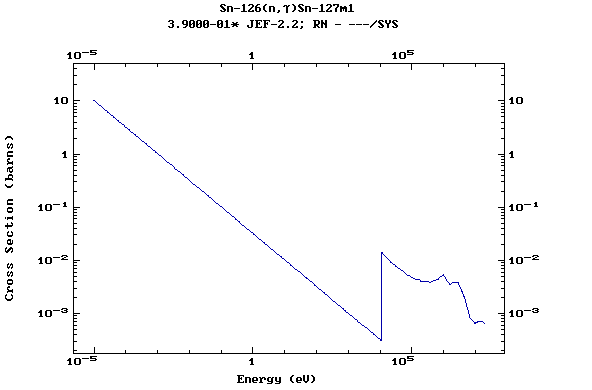 Sn-126(n,γ)Sn-127m1
3.9000-01* JEF-2.2; RN - ---/SYS
10⁻⁵ 1 10⁵
10 10
1 1
10⁻¹ 10⁻¹
10⁻² 10⁻²
10⁻³ 10⁻³
Cross Section (barns)
10⁻⁵ 1 10⁵
Energy (eV)